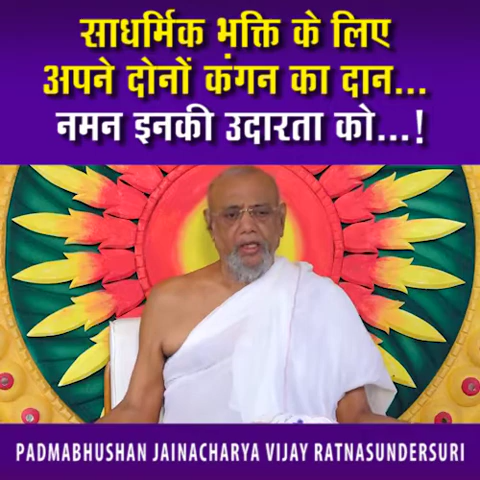 साधर्मिक भक्ति के लिए
अपने दोनों कंगन का दान...
नमन इनकी उदारता को...!
PADMABHUSHAN JAINACHARYA VIJAY RATNASUNDERSURI